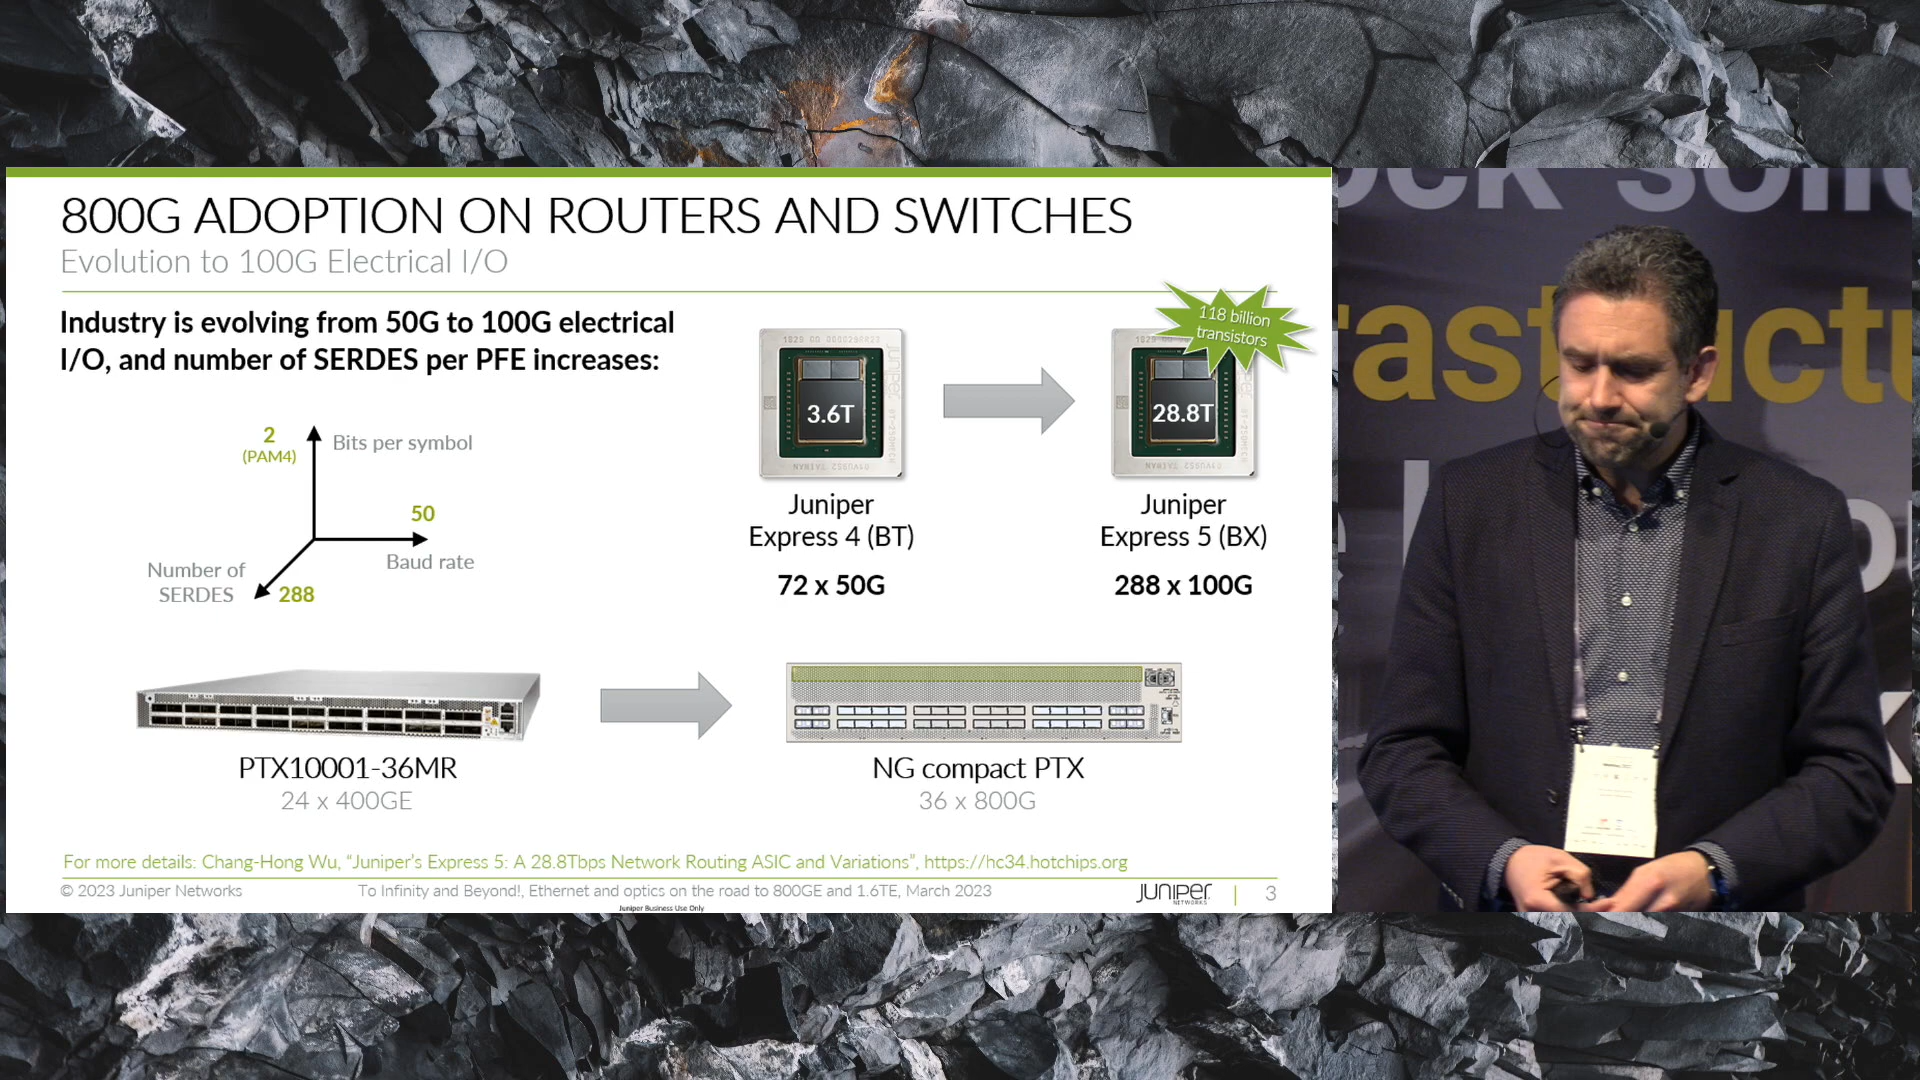 800G ADOPTION ON ROUTERS AND SWITCHES
Evolution to 100G Electrical I/O
Industry is evolving from 50G to 100G electrical
I/O, and number of SERDES per PFE increases:
2
(PAM4)
Bits per symbol
50
Baud rate
Number of
SERDES
288
3.6T
Juniper
Express 4 (BT)
72 x 50G
118 billion
transistors
28.8T
Juniper
Express 5 (BX)
288 x 100G
PTX10001-36MR
24 x 400GE
NG compact PTX
36 x 800G
For more details: Chang-Hong Wu, “Juniper's Express 5: A 28.8Tbps Network Routing ASIC and Variations”, https://hc34.hotchips.org
© 2023 Juniper Networks
To Infinity and Beyond!, Ethernet and optics on the road to 800GE and 1.6TE, March 2023
Juniper Business Use Only
JUNIPER
NETWORKS
3